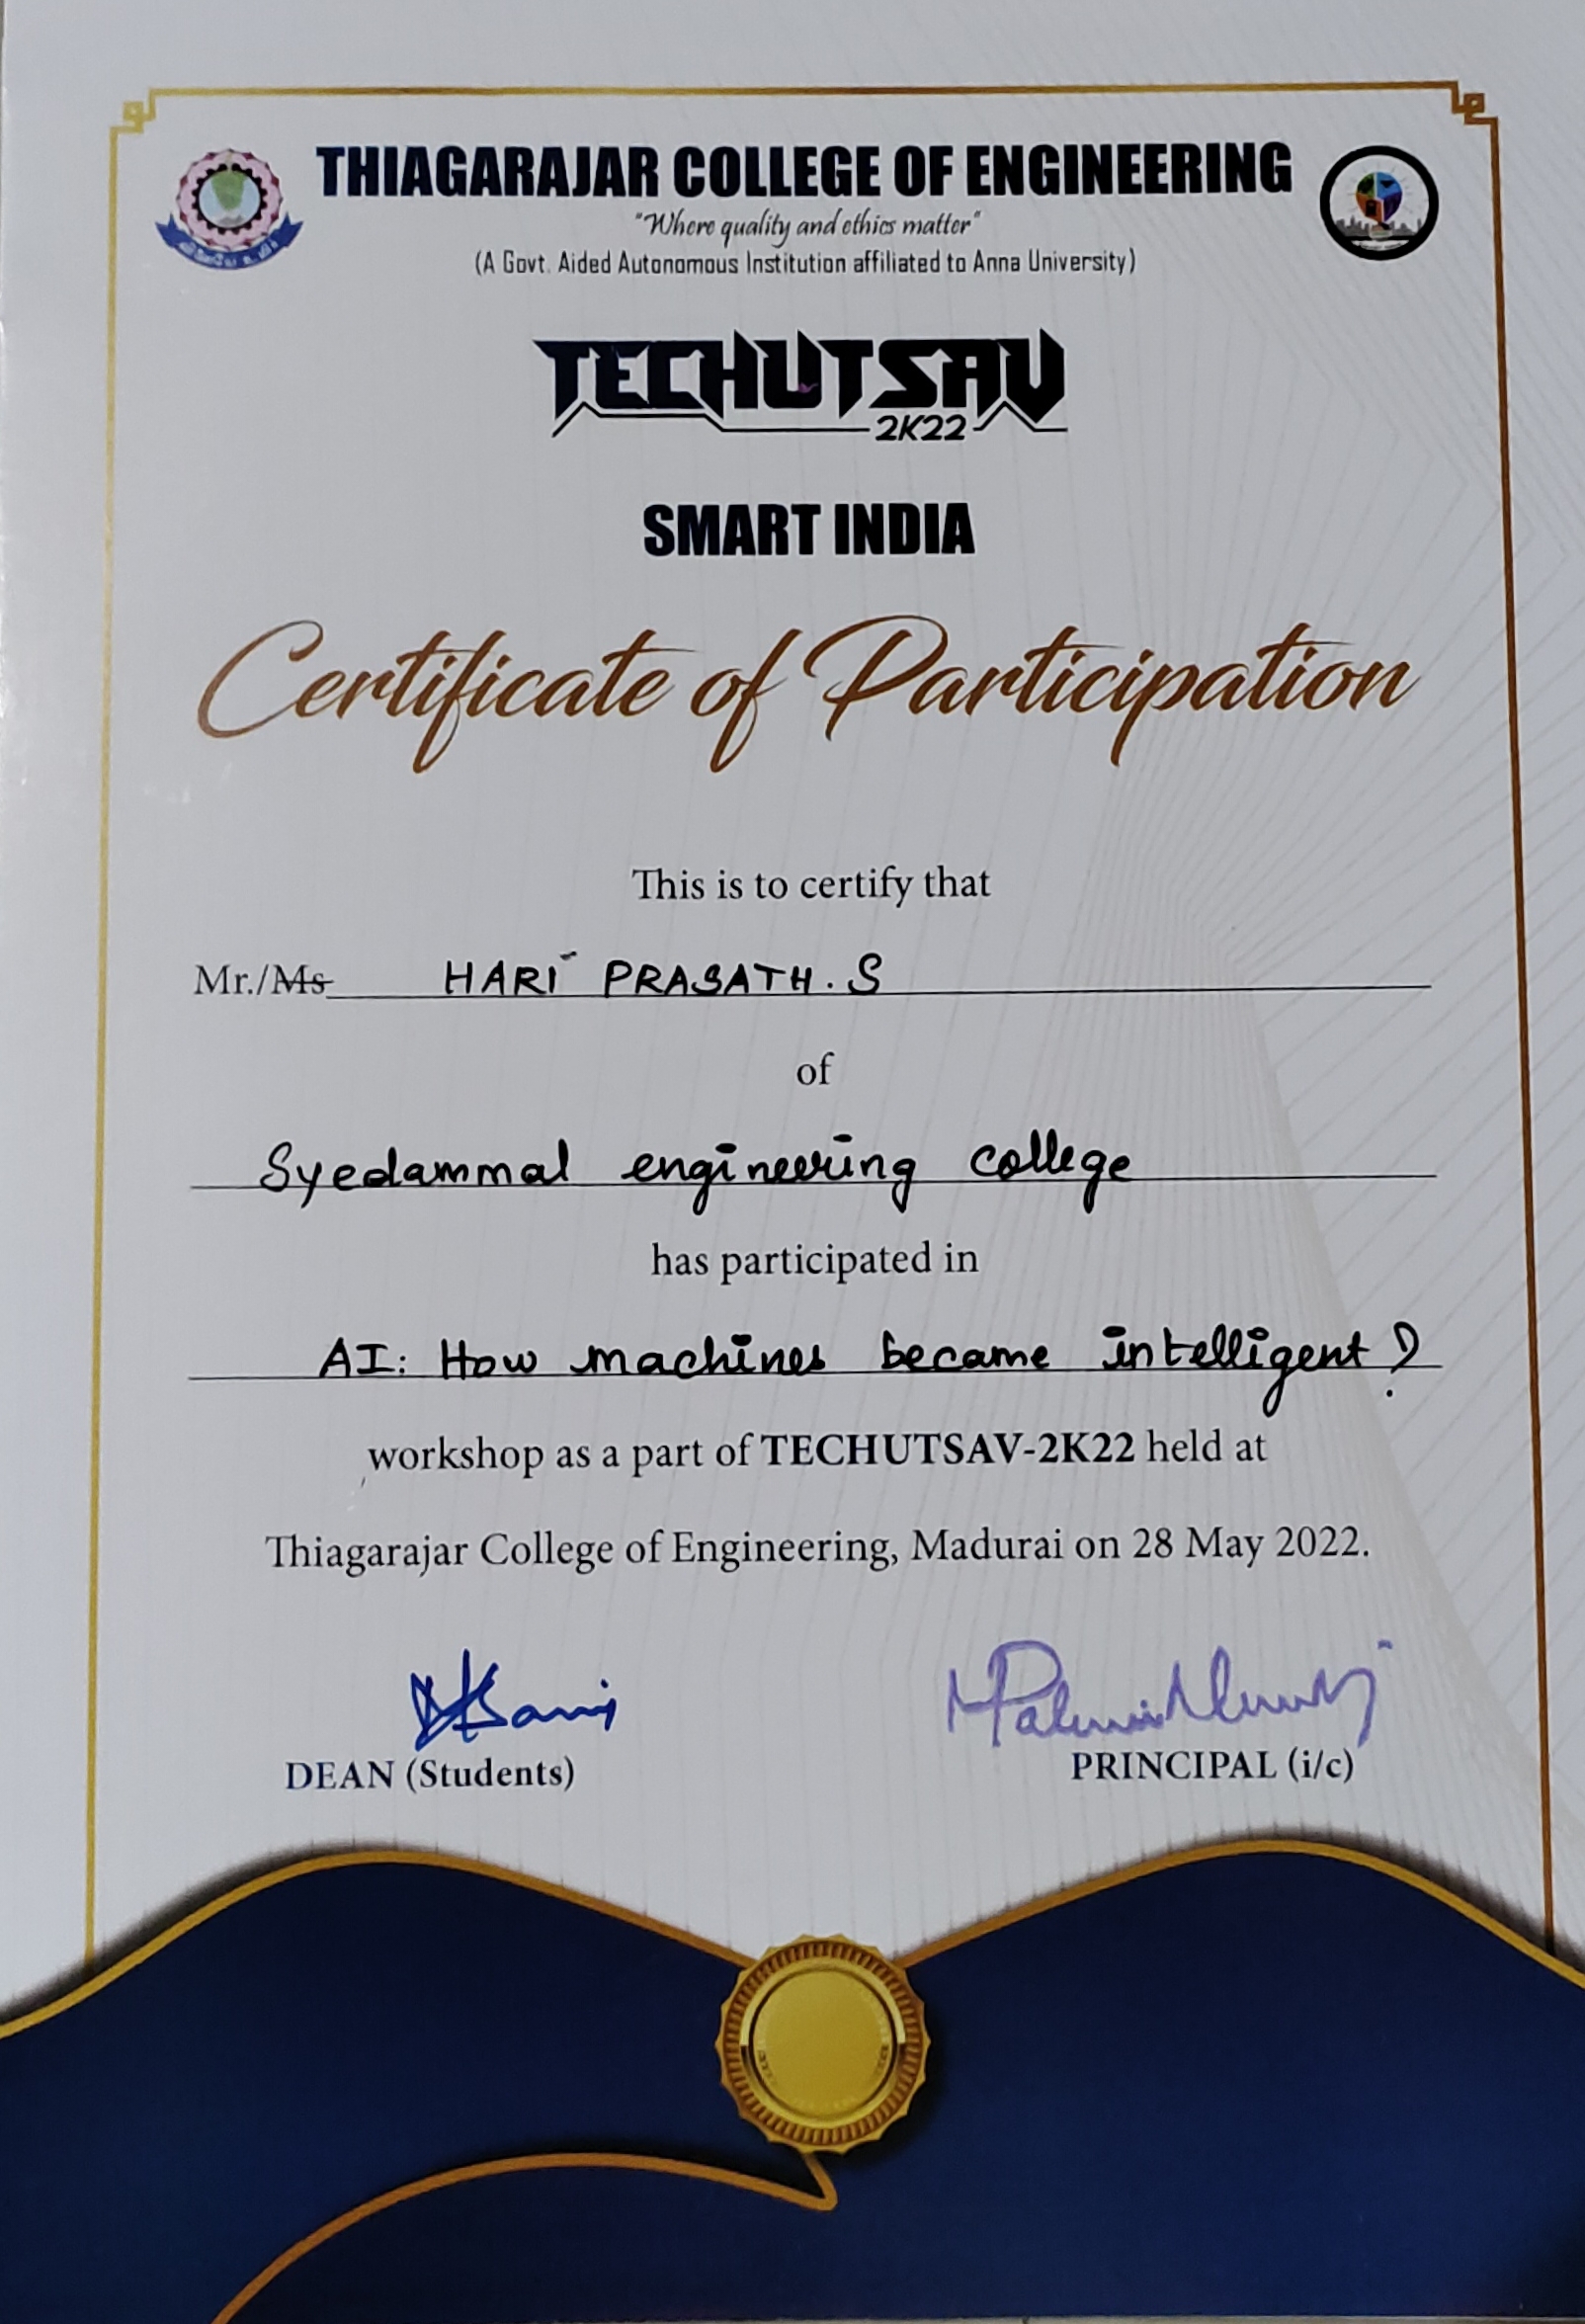 THIAGARAJAR COLLEGE OF ENGINEERING
"Where quality and ethics matter"
(A Govt. Aided Autonomous Institution affiliated to Anna University)
TECHUTSAV
2K22
SMART INDIA
Certificate of Participation
This is to certify that
Mr./Ms HARI PRASATH.S
of
Syedammal engineering college
has participated in
AI: How machines became intelligent?
workshop as a part of TECHUTSAV-2K22 held at
Thiagarajar College of Engineering, Madurai on 28 May 2022.
DEAN (Students)
PRINCIPAL (i/c)